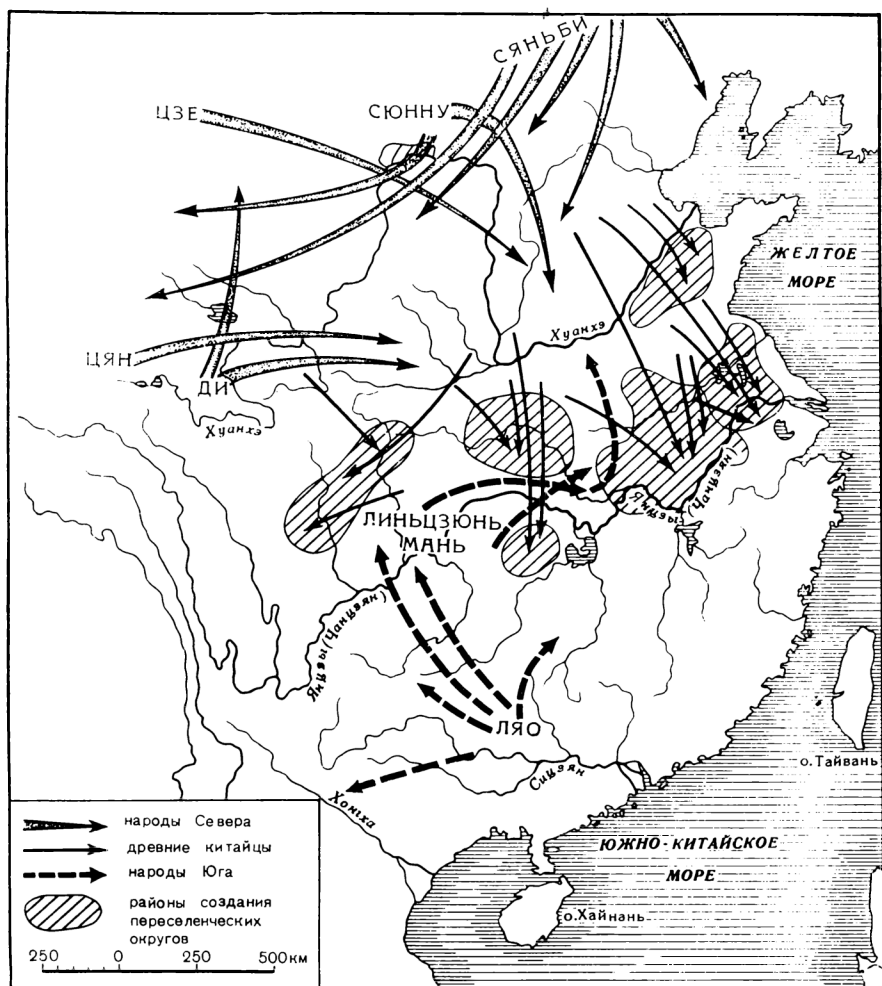 СЯНЬБИ
ЦЗЕ
СЮННУ
ЖЕЛТОЕ
МОРЕ
Хуанхэ
ЦЯН
ДИ
Хуанхэ
Янцзы (Чанцзян)
ЛИНЬЦЗЮНЬ
МАНЬ
Янцзы (Чанцзян)
ЛЯО
о.Тайвань
Сицзян
Хонгха
ЮЖНО-КИТАЙСКОЕ
МОРЕ
о.Хайнань
народы Севера
древние китайцы
народы Юга
районы создания
переселенческих
округов
250 0 250 500км